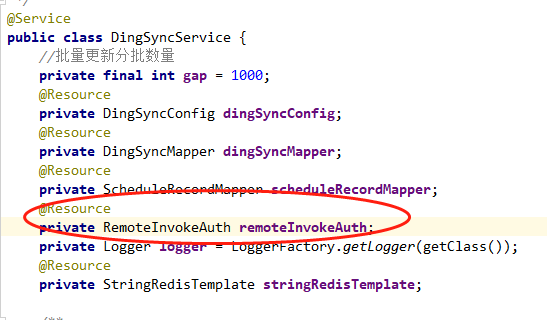 */
@Service
public class DingSyncService {
//批量更新分批数量
private final int gap = 1000;
@Resource
private DingSyncConfig dingSyncConfig;
@Resource
private DingSyncMapper dingSyncMapper;
@Resource
private ScheduleRecordMapper scheduleRecordMapper;
@Resource
private RemoteInvokeAuth remoteInvokeAuth;
private Logger logger = LoggerFactory.getLogger(getClass());
@Resource
private StringRedisTemplate stringRedisTemplate;
/**